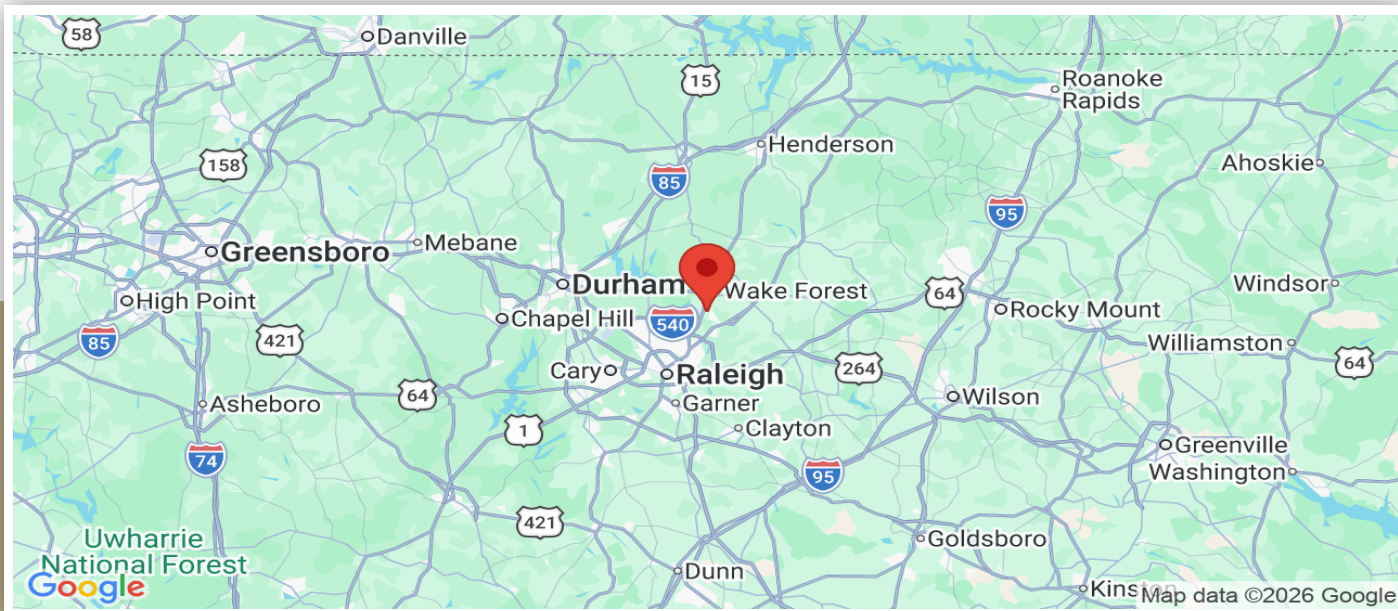 58
Danville
15
Roanoke
Rapids
Henderson
158
Ahoskie
85
95
Greensboro
Mebane
Durham
Wake Forest
Windsor
High Point
64
Rocky Mount
Chapel Hill
540
85
421
Williamston
64
264
Cary
Raleigh
64
Asheboro
Garner
Wilson
1
Clayton
Greenville
74
95
Washington
421
Uwharrie
National Forest
Goldsboro
Dunn
Google
Map data ©2026 Google